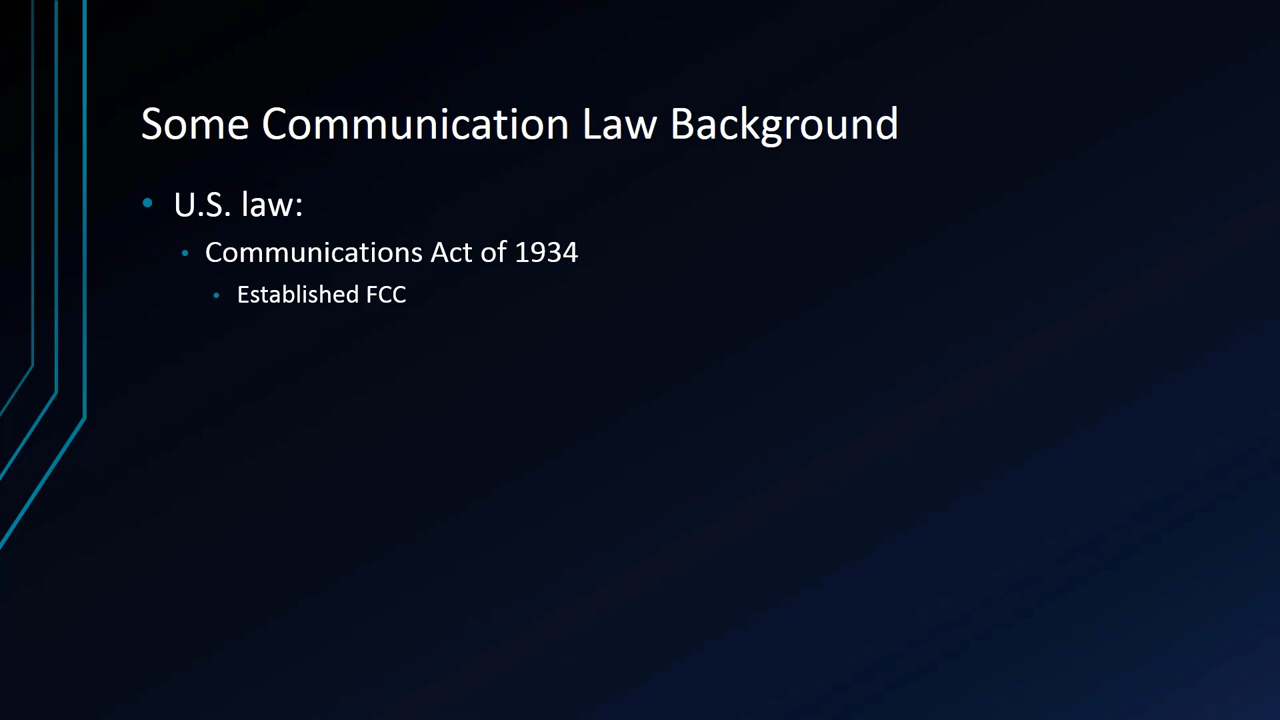 Some Communication Law Background
• U.S. law:
• Communications Act of 1934
• Established FCC